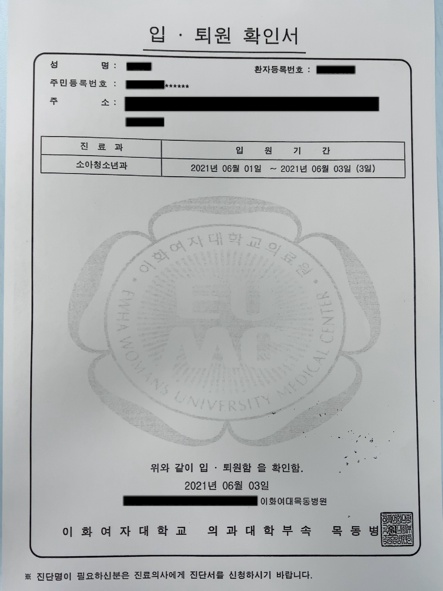 입 · 퇴원 확인서
성 명 :
환자등록번호 :
주민등록번호 : ******
주 소 :
진 료 과 입 원 기 간
소아청소년과 2021년 06월 01일 ~ 2021년 06월 03일 (3일)
· 이화여자대학교의료원 ·
EU
MC
EWHA WOMANS UNIVERSITY MEDICAL CENTER
위와 같이 입 · 퇴원함 을 확인함.
2021년 06월 03일
이화여대목동병원
이 화 여 자 대 학 교 의 과 대 학 부 속 목 동 병
※ 진단명이 필요하신분은 진료의사에게 진단서를 신청하시기 바랍니다.